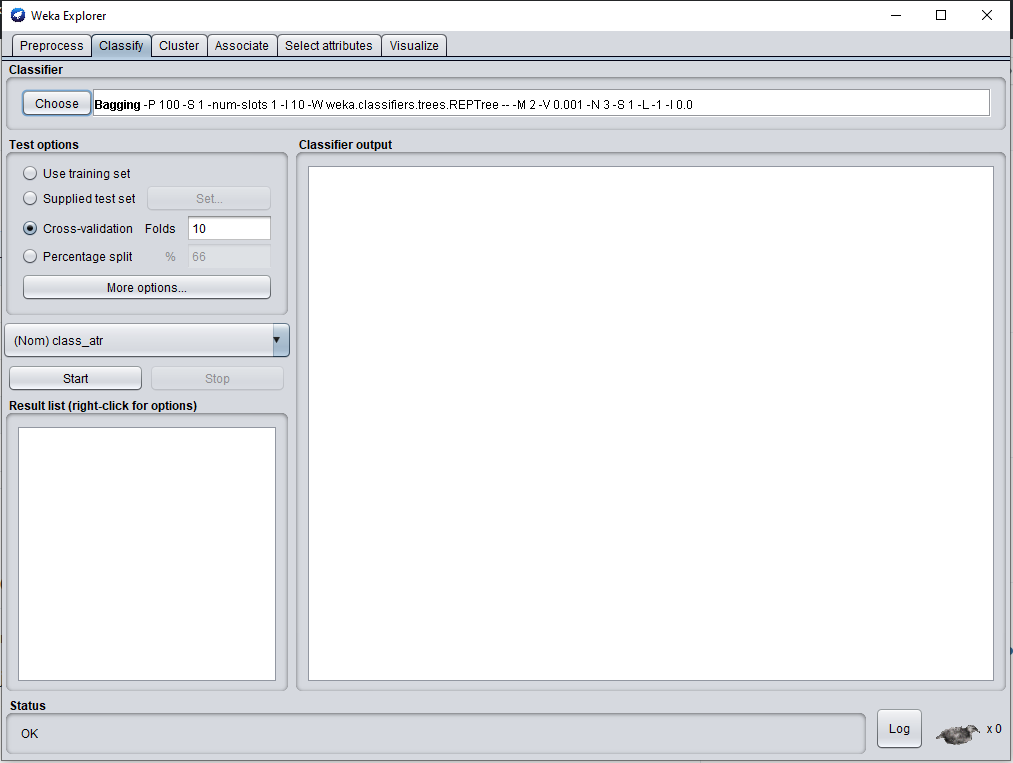 Weka Explorer
Preprocess Classify Cluster Associate Select attributes Visualize
Classifier
Choose Bagging -P 100 -S 1 -num-slots 1 -I 10 -W weka.classifiers.trees.REPTree -- -M 2 -V 0.001 -N 3 -S 1 -L -1 -I 0.0
Test options
Use training set
Supplied test set Set...
Cross-validation Folds 10
Percentage split % 66
More options...
(Nom) class_atr
Start Stop
Result list (right-click for options)
Classifier output
Status
OK
Log x 0